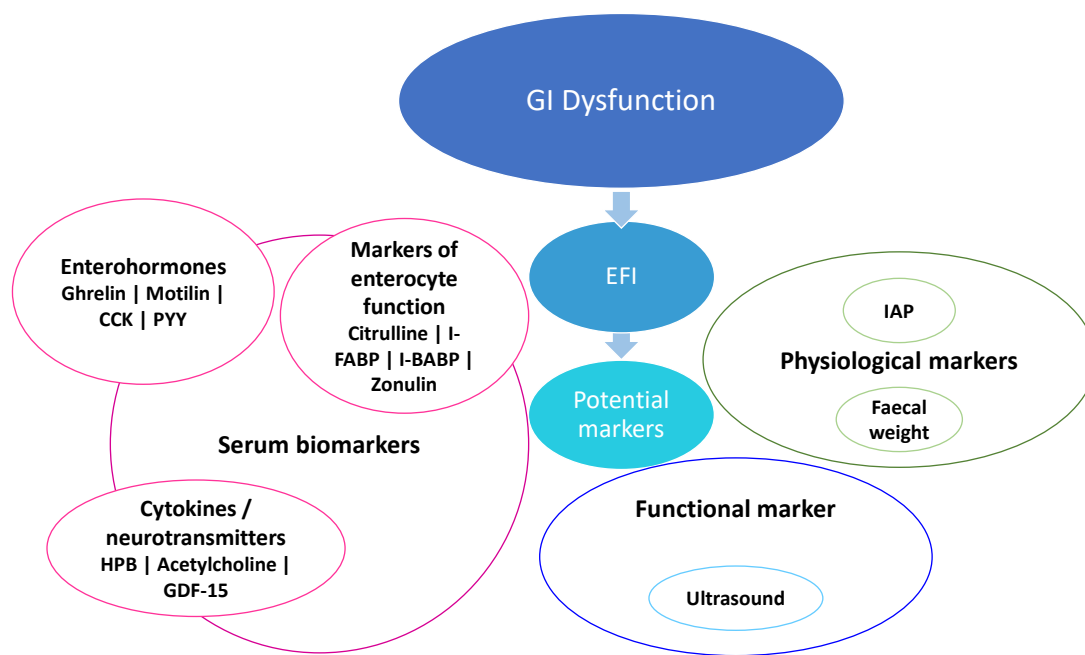 GI Dysfunction
EFI
Potential
markers
Enterohormones
Ghrelin | Motilin |
CCK | PYY
Markers of
enterocyte
function
Citrulline | I-
FABP | I-BABP |
Zonulin
Serum biomarkers
Cytokines /
neurotransmitters
HPB | Acetylcholine |
GDF-15
IAP
Physiological markers
Faecal
weight
Functional marker
Ultrasound